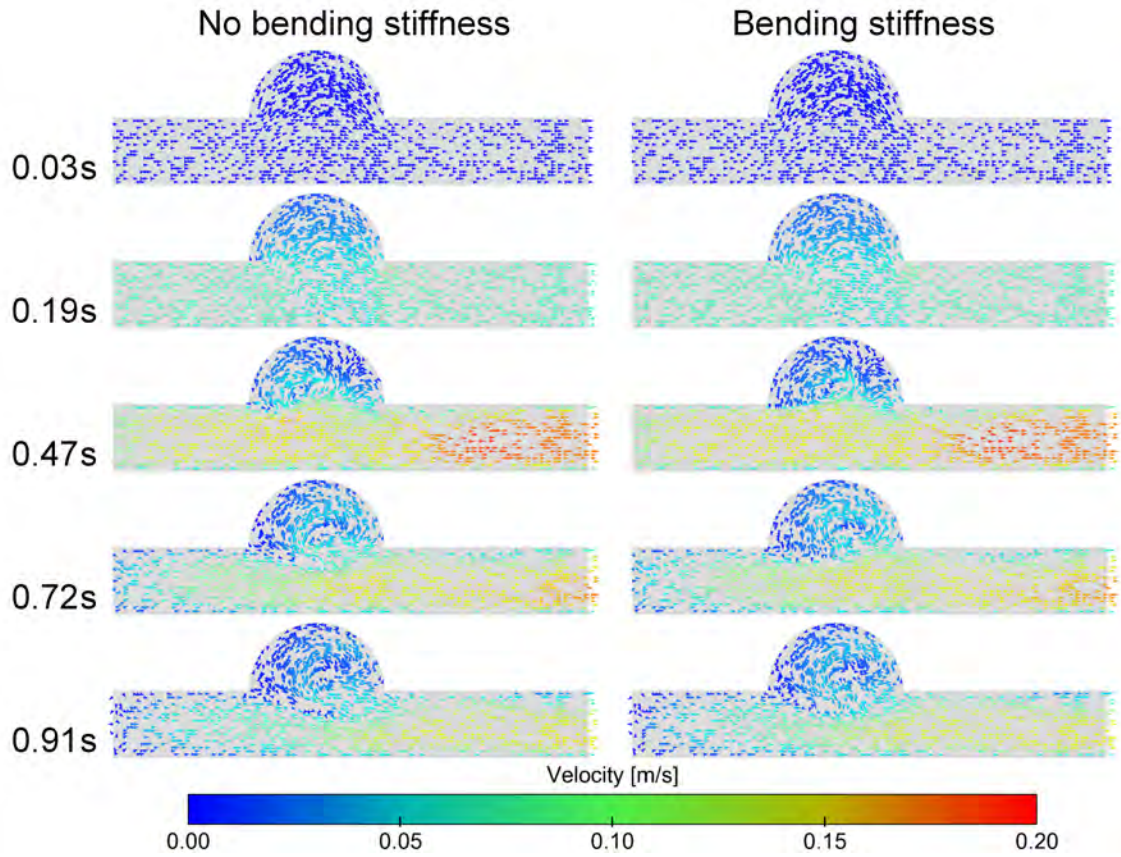 No bending stiffness
Bending stiffness
0.03s
0.19s
0.47s
0.72s
0.91s
Velocity [m/s]
0.00 0.05 0.10 0.15 0.20